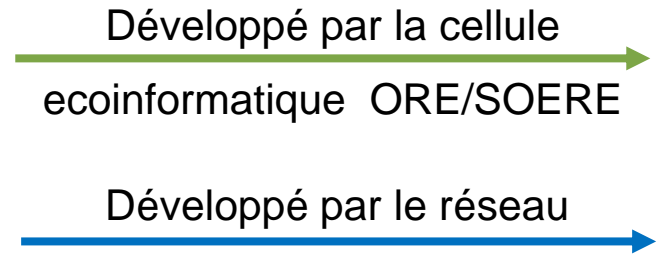 Développé par la cellule
ecoinformatique ORE/SOERE
Développé par le réseau